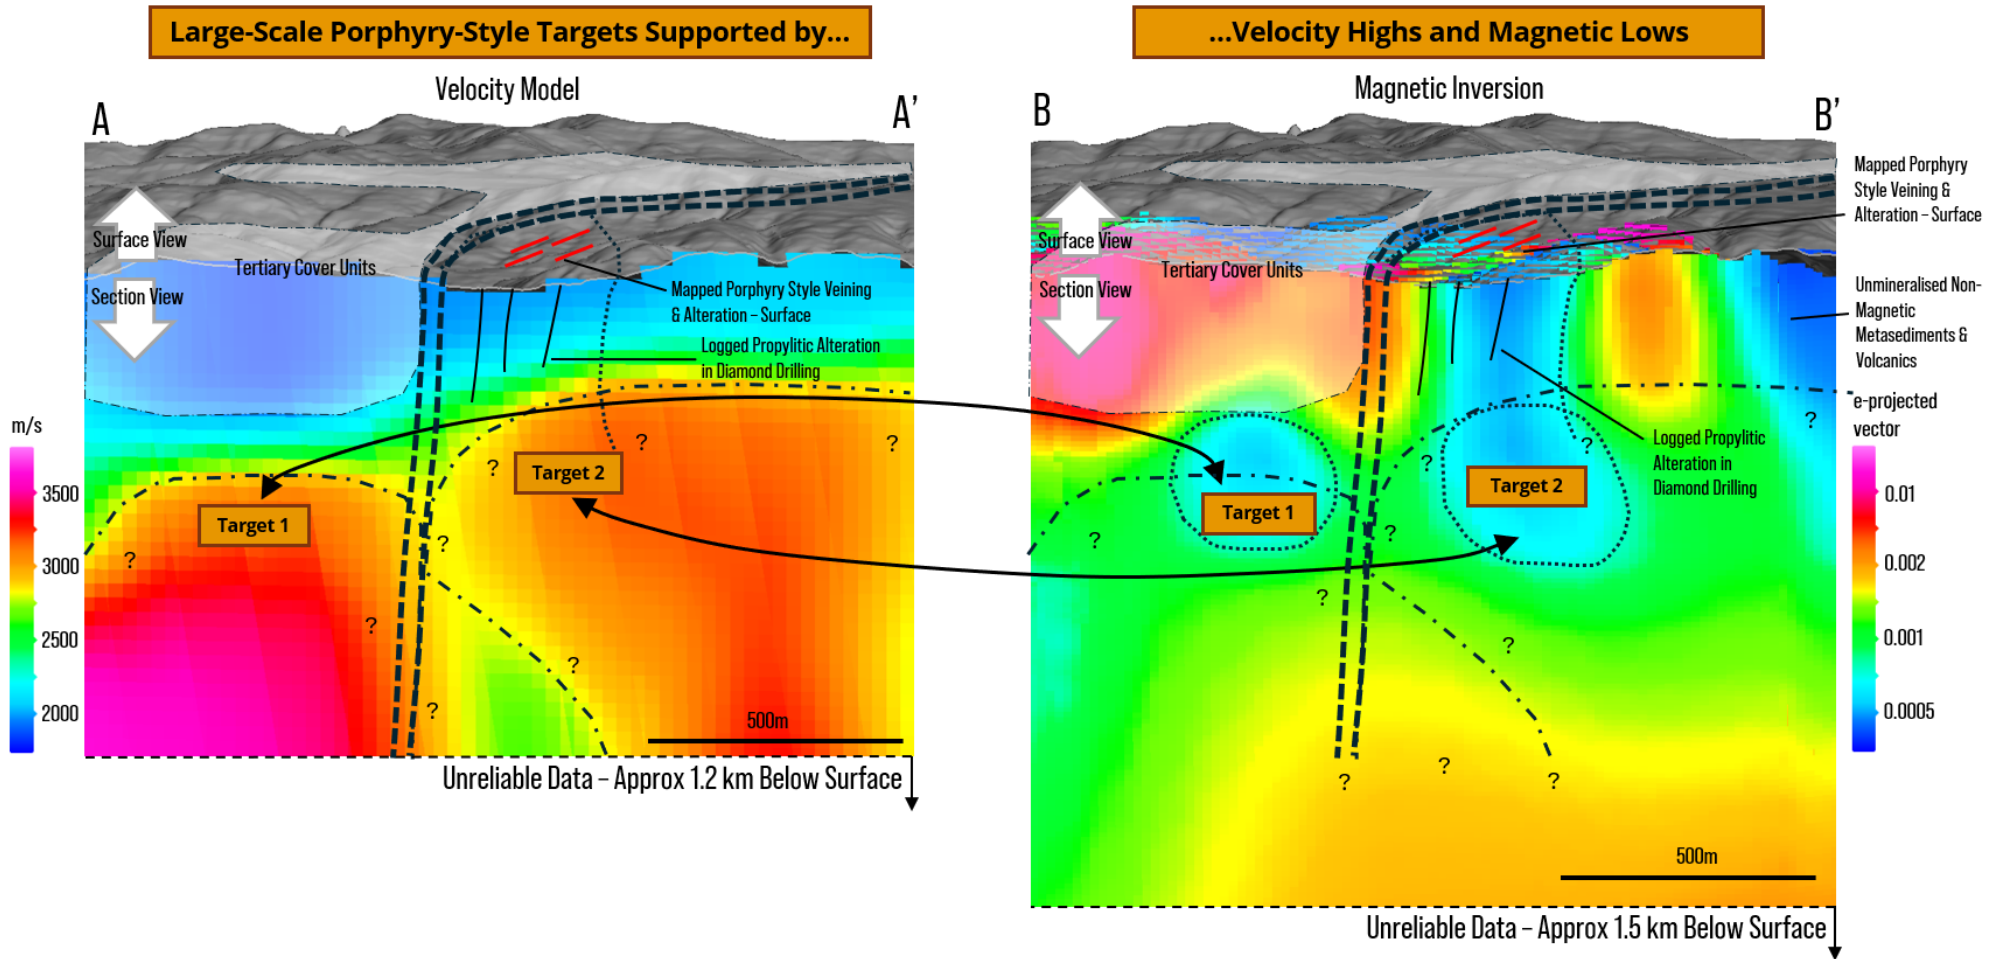 Large-Scale Porphyry-Style Targets Supported by...
...Velocity Highs and Magnetic Lows
Velocity Model
A
A’
Surface View
Section View
Tertiary Cover Units
Mapped Porphyry Style Veining
& Alteration – Surface
Logged Propylitic Alteration
in Diamond Drilling
m/s
3500
3000
2500
2000
Target 1
Target 2
?
?
?
?
?
?
?
?
500m
Unreliable Data – Approx 1.2 km Below Surface
Magnetic Inversion
B
B’
Surface View
Section View
Tertiary Cover Units
Mapped Porphyry
Style Veining &
Alteration – Surface
Unmineralised Non-
Magnetic
Metasediments &
Volcanics
e-projected
vector
0.01
0.002
0.001
0.0005
Logged Propylitic
Alteration in
Diamond Drilling
Target 1
Target 2
?
?
?
?
?
?
?
?
?
?
500m
Unreliable Data – Approx 1.5 km Below Surface